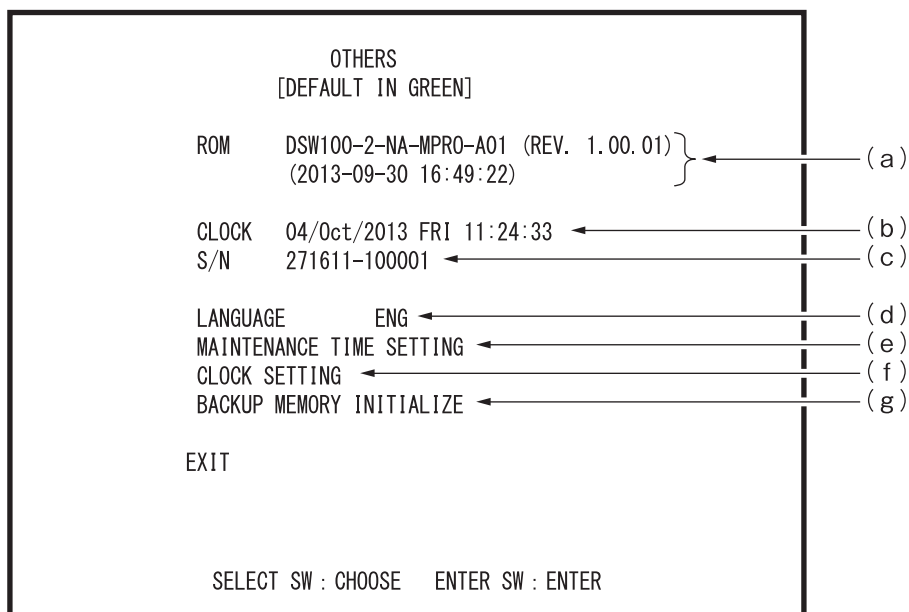 OTHERS
[DEFAULT IN GREEN]
ROM DSW100-2-NA-MPRO-A01 (REV. 1.00.01) (a)
(2013-09-30 16:49:22)
CLOCK 04/Oct/2013 FRI 11:24:33 (b)
S/N 271611-100001 (c)
LANGUAGE ENG (d)
MAINTENANCE TIME SETTING (e)
CLOCK SETTING (f)
BACKUP MEMORY INITIALIZE (g)
EXIT
SELECT SW : CHOOSE ENTER SW : ENTER